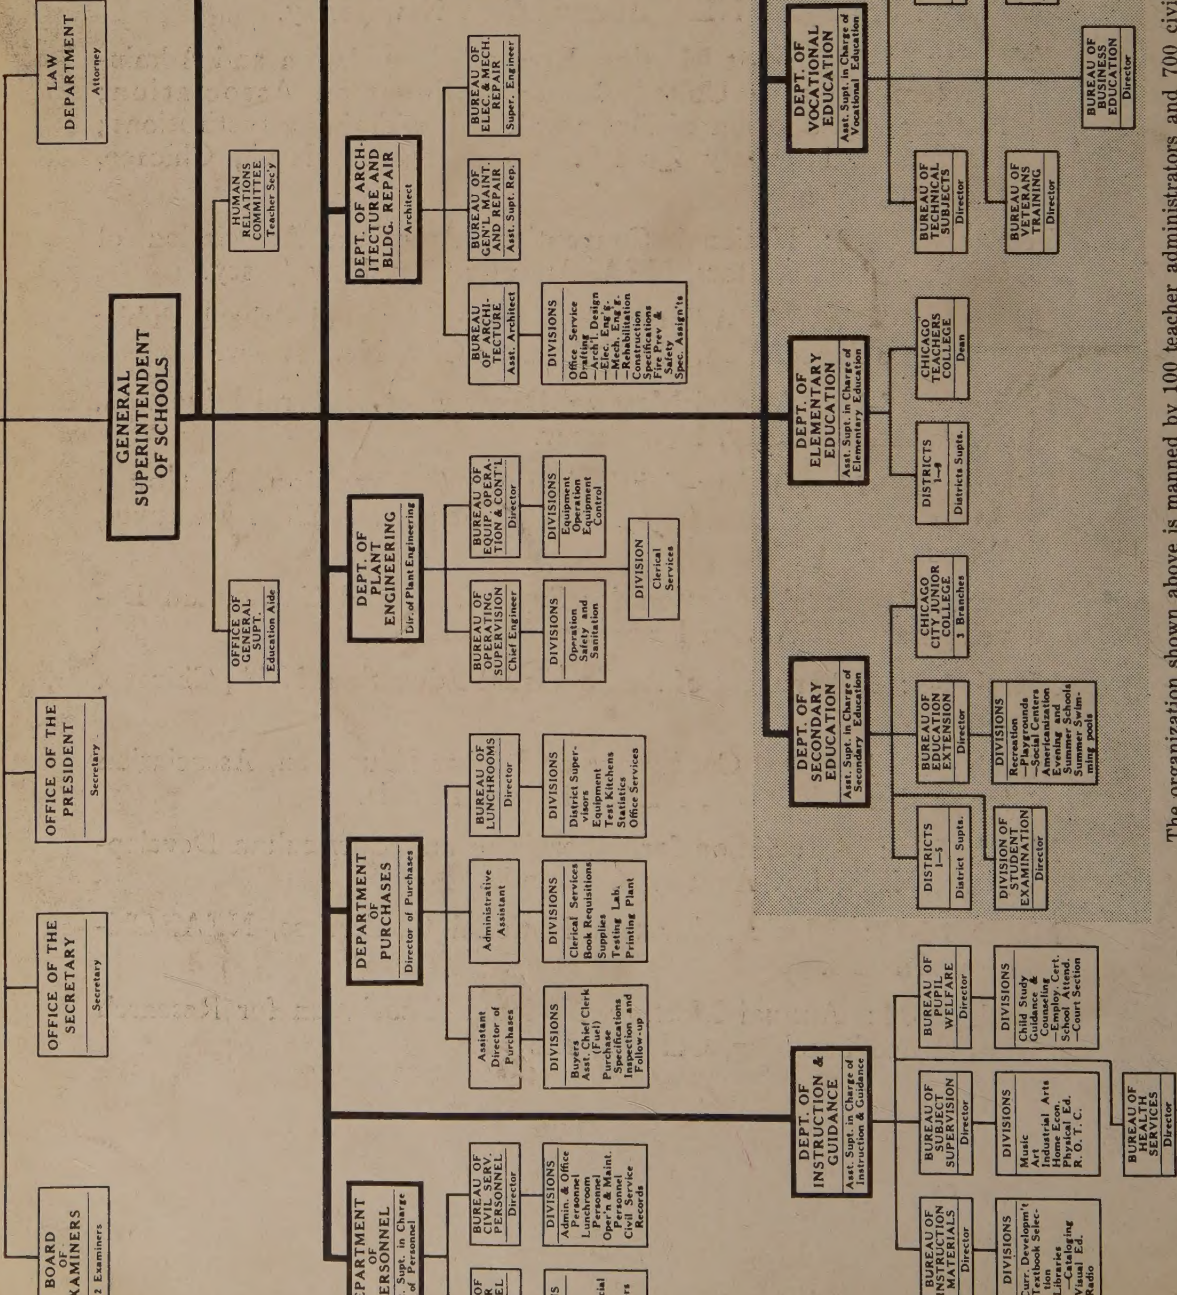 BOARD
OF
2 Examiners
OFFICE OF THE
SECRETARY
Secretary
OFFICE OF THE
PRESIDENT
Secretary
LAW
DEPARTMENT
Attorney
GENERAL
SUPERINTENDENT
OF SCHOOLS
OFFICE OF
GENERAL
SUPT.
Education Aide
HUMAN
RELATIONS
COMMITTEE
Teacher Sec'y
OF
Supt. in Charge
of Personnel
BUREAU OF
CIVIL SERV.
PERSONNEL
Director
DIVISIONS
Admin. & Office
Personnel
Lunchroom
Personnel
Oper'n & Maint.
Personnel
Civil Service
Records
DEPARTMENT
OF
PURCHASES
Director of Purchases
Assistant
Director of
Purchases
DIVISIONS
Buyers
Asst. Chief Clerk
(Fuel)
Purchase
Specifications
Inspection and
Follow-up
Administrative
Assistant
DIVISIONS
Clerical Services
Book Requisitions
Supplies
Testing Lab.
Printing Plant
BUREAU OF
LUNCHROOMS
Director
DIVISIONS
District Super-
visors
Equipment
Test Kitchens
Statistics
Office Services
DEPT. OF
PLANT
ENGINEERING
Dir. of Plant Engineering
BUREAU OF
OPERATING
SUPERVISION
Chief Engineer
DIVISIONS
Operation
Safety and
Sanitation
BUREAU OF
EQUIP. OPERA-
TION & CONT'L
Director
DIVISIONS
Equipment
Operation
Equipment
Control
DIVISION
Clerical
Services
DEPT. OF ARCH-
ITECTURE AND
BLDG. REPAIR
Architect
BUREAU
OF ARCHI-
TECTURE
Asst. Architect
DIVISIONS
Office Service
Drafting
—Arch'l. Design
—Elec. Eng'g.
—Mech. Eng'g.
—Rehabilitation
Construction
Specifications
Fire Prev &
Safety
Spec. Assign'ts
BUREAU OF
GEN'L MAINT.
AND REPAIR
Asst. Supt. Rep.
BUREAU OF
ELEC. & MECH.
REPAIR
Super. Engineer
DEPT. OF
INSTRUCTION &
GUIDANCE
Asst. Supt. in Charge of
Instruction & Guidance
BUREAU OF
INSTRUCTION
MATERIALS
Director
DIVISIONS
Curr. Developm't
Textbook Selec-
tion
Libraries
—Cataloging
Visual Ed.
Radio
BUREAU OF
SUBJECT
SUPERVISION
Director
DIVISIONS
Music
Art
Industrial Arts
Home Econ.
Physical Ed.
R. O. T. C.
BUREAU OF
PUPIL
WELFARE
Director
DIVISIONS
Child Study
Guidance &
Counseling
—Employ. Cert.
School Attend.
—Court Section
BUREAU OF
HEALTH
SERVICES
Director
DEPT. OF
SECONDARY
EDUCATION
Asst. Supt. in Charge of
Secondary Education
DISTRICTS
1—5
District Supts.
DIVISION OF
STUDENT
EXAMINATION
Director
BUREAU OF
EDUCATION
EXTENSION
Director
DIVISIONS
Recreation
—Playgrounds
—Social Centers
Americanization
Evening and
Summer Schools
Summer Swim-
ming pools
CHICAGO
CITY JUNIOR
COLLEGE
3 Branches
DEPT. OF
ELEMENTARY
EDUCATION
Asst. Supt. in Charge of
Elementary Education
DISTRICTS
Districts Supts.
CHICAGO
TEACHERS
COLLEGE
Dean
DEPT. OF
VOCATIONAL
EDUCATION
Asst. Supt. in Charge of
Vocational Education
BUREAU OF
TECHNICAL
SUBJECTS
Director
BUREAU OF
VETERANS
TRAINING
Director
BUREAU OF
BUSINESS
EDUCATION
Director
The organization shown above is manned by 100 teacher administrators and 700